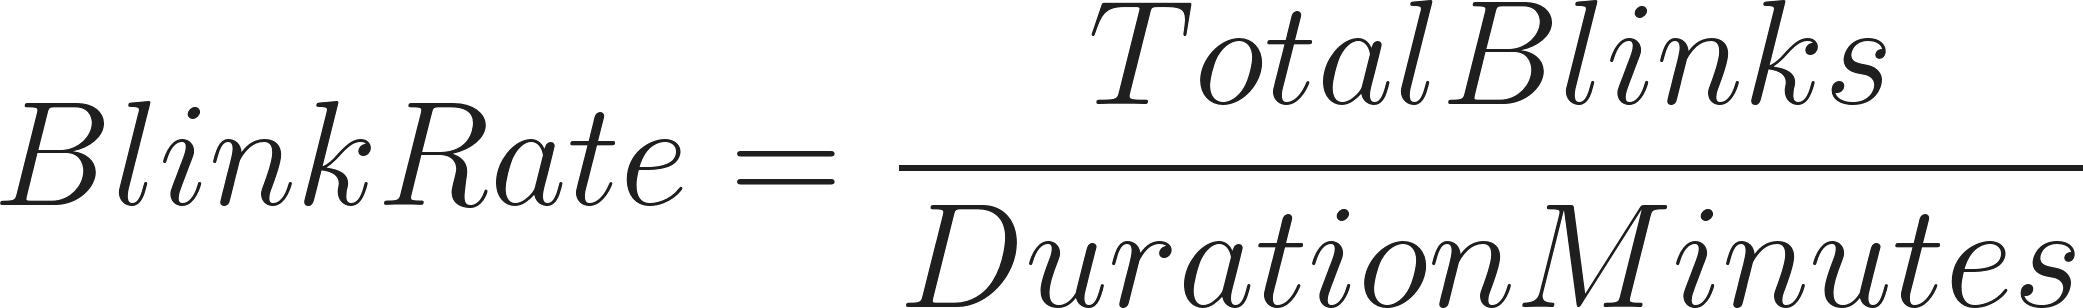 BlinkRate = TotalBlinks / DurationMinutes